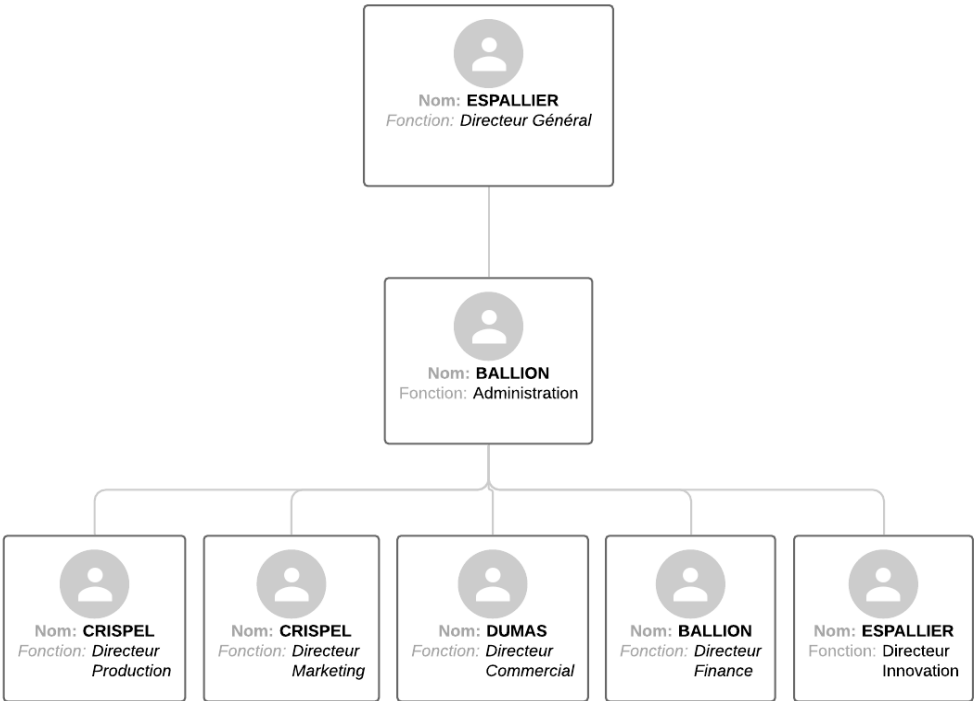 Nom: ESPALLIER
Fonction: Directeur Général
Nom: BALLION
Fonction: Administration
Nom: CRISPEL
Fonction: Directeur
Production
Nom: CRISPEL
Fonction: Directeur
Marketing
Nom: DUMAS
Fonction: Directeur
Commercial
Nom: BALLION
Fonction: Directeur
Finance
Nom: ESPALLIER
Fonction: Directeur
Innovation